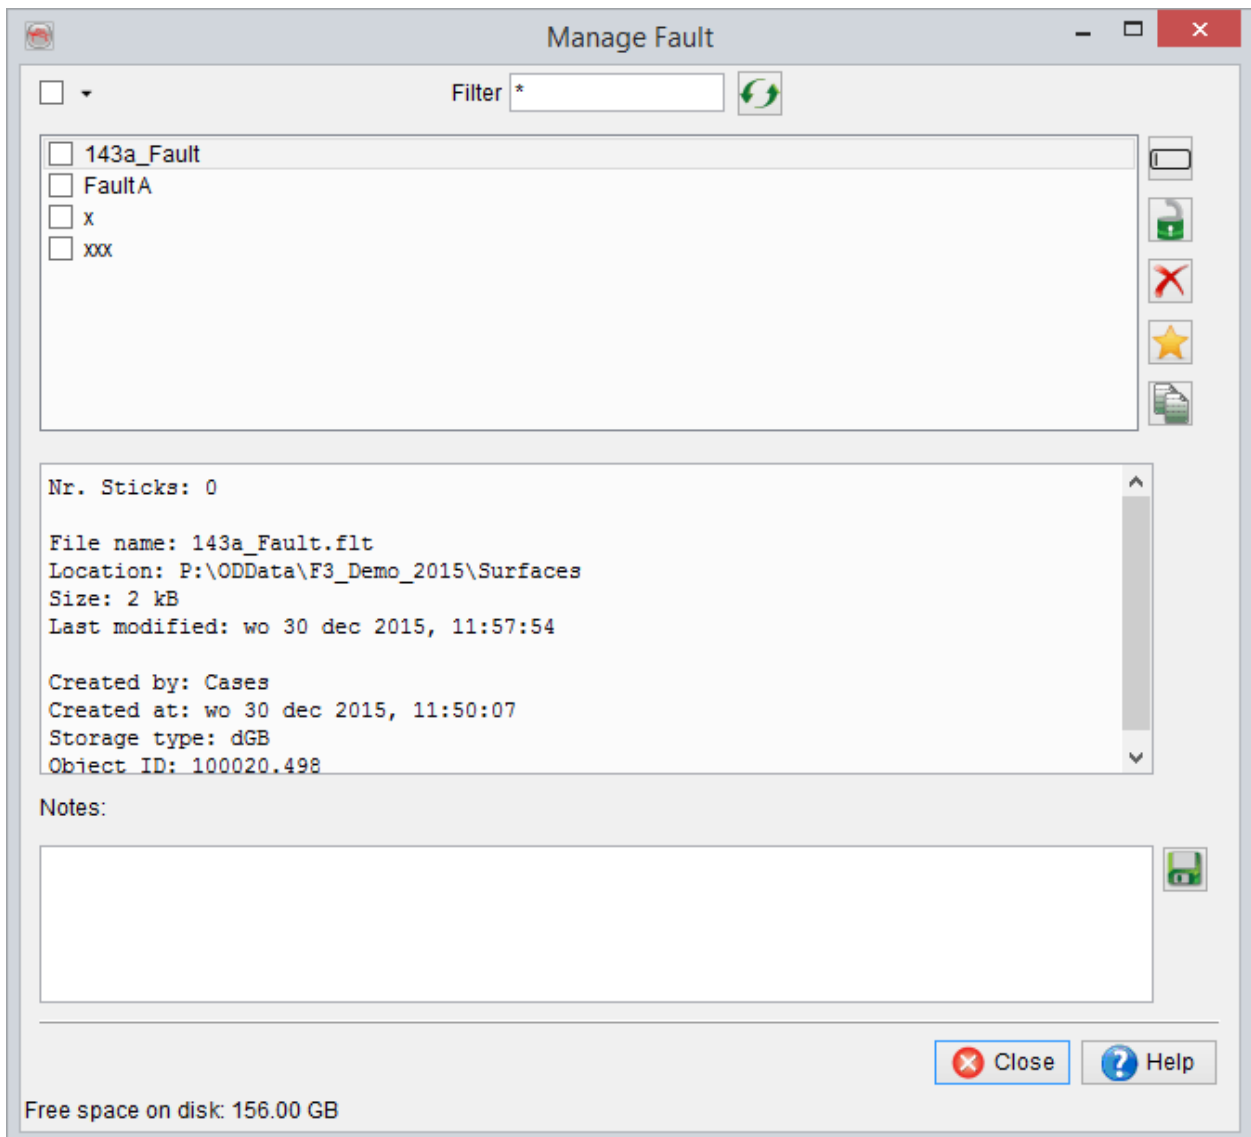 Manage Fault
Filter *
143a_Fault
FaultA
x
xxx
Nr. Sticks: 0
File name: 143a_Fault.flt
Location: P:\ODData\F3_Demo_2015\Surfaces
Size: 2 kB
Last modified: wo 30 dec 2015, 11:57:54
Created by: Cases
Created at: wo 30 dec 2015, 11:50:07
Storage type: dGB
Object ID: 100020.498
Notes:
Close Help
Free space on disk: 156.00 GB